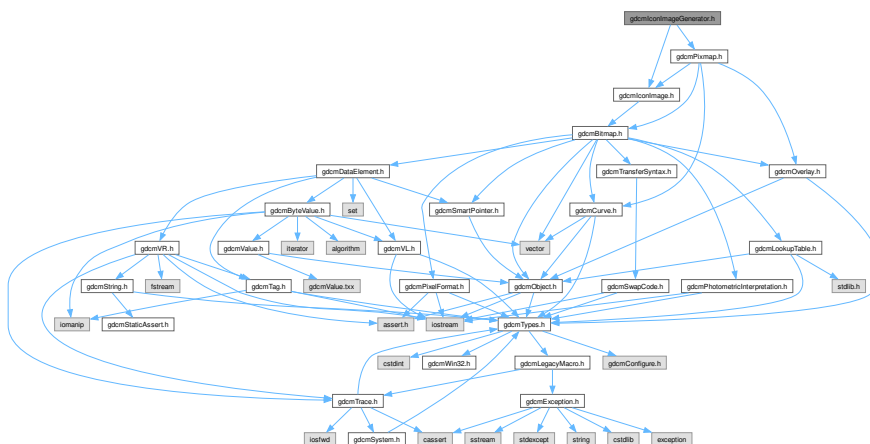 gdcmIconImageGenerator.h
gdcmPixmap.h
gdcmIconImage.h
gdcmBitmap.h
gdcmDataElement.h
gdcmTransferSyntax.h
gdcmOverlay.h
gdcmByteValue.h
set
gdcmSmartPointer.h
gdcmCurve.h
gdcmVR.h
gdcmValue.h
iterator
algorithm
gdcmVL.h
vector
gdcmLookupTable.h
gdcmString.h
fstream
gdcmTag.h
gdcmValue.txx
gdcmPixelFormat.h
gdcmObject.h
gdcmSwapCode.h
gdcmPhotometricInterpretation.h
stdlib.h
iomanip
gdcmStaticAssert.h
assert.h
iostream
gdcmTypes.h
cstdint
gdcmWin32.h
gdcmLegacyMacro.h
gdcmConfigure.h
gdcmTrace.h
gdcmException.h
iosfwd
gdcmSystem.h
cassert
sstream
stdexcept
string
cstdlib
exception